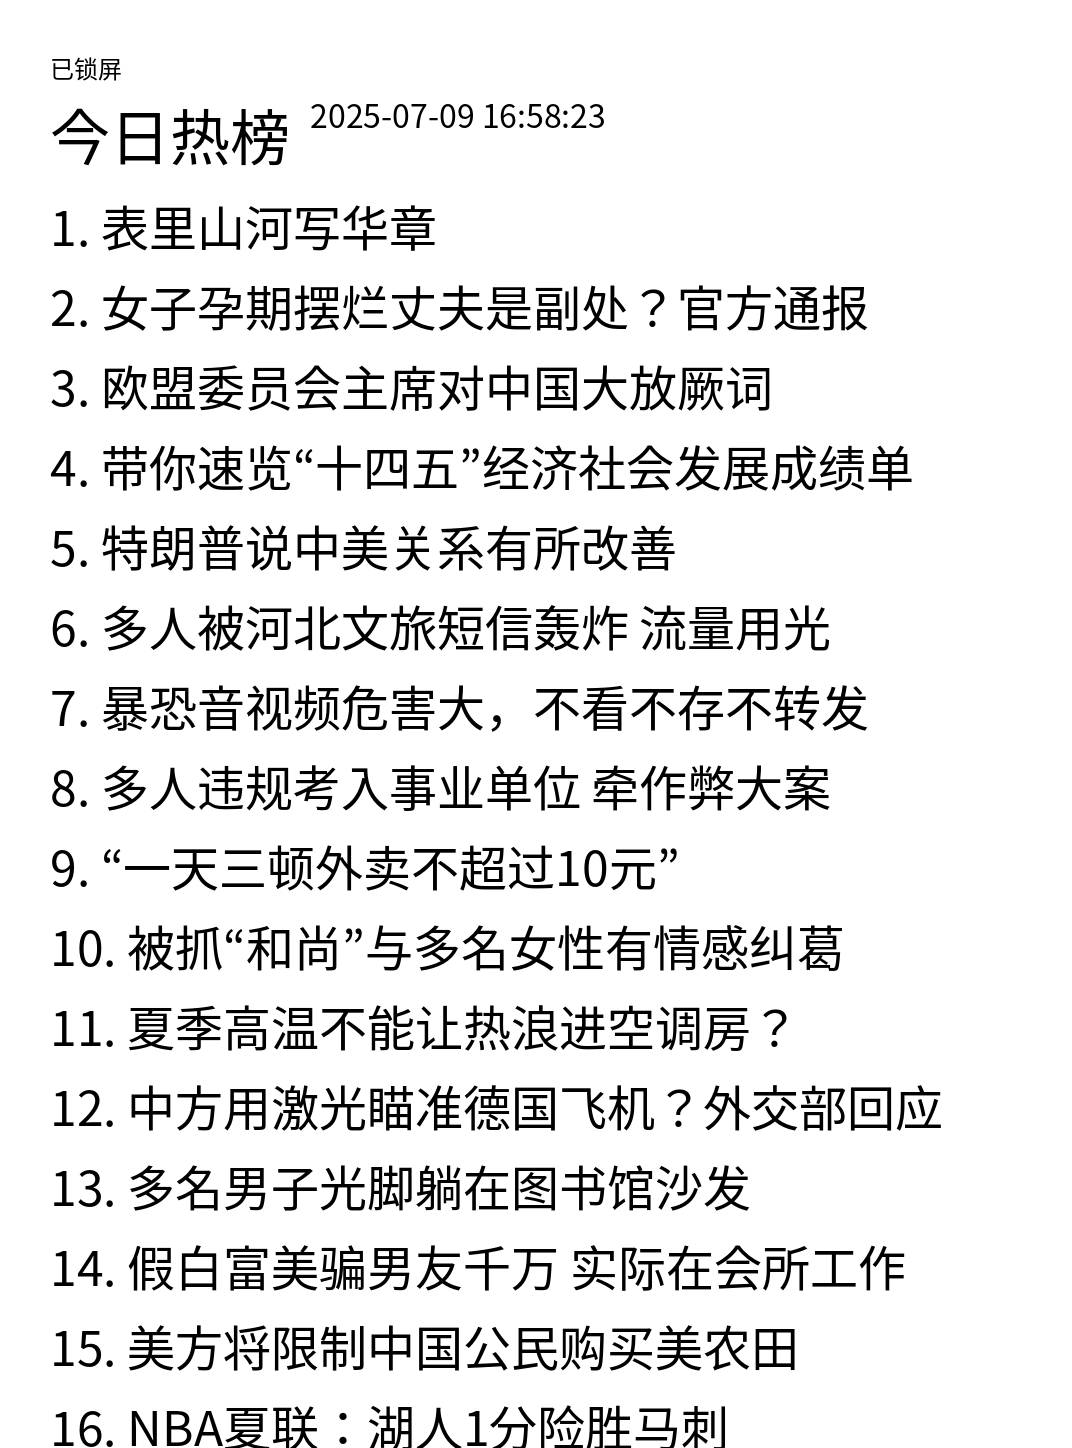 已锁屏
今日热榜 2025-07-09 16:58:23
1. 表里山河写华章
2. 女子孕期摆烂丈夫是副处？官方通报
3. 欧盟委员会主席对中国大放厥词
4. 带你速览“十四五”经济社会发展成绩单
5. 特朗普说中美关系有所改善
6. 多人被河北文旅短信轰炸 流量用光
7. 暴恐音视频危害大，不看不存不转发
8. 多人违规考入事业单位 牵作弊大案
9. “一天三顿外卖不超过10元”
10. 被抓“和尚”与多名女性有情感纠葛
11. 夏季高温不能让热浪进空调房？
12. 中方用激光瞄准德国飞机？外交部回应
13. 多名男子光脚躺在图书馆沙发
14. 假白富美骗男友千万 实际在会所工作
15. 美方将限制中国公民购买美农田
16. NBA夏联：湖人1分险胜马刺